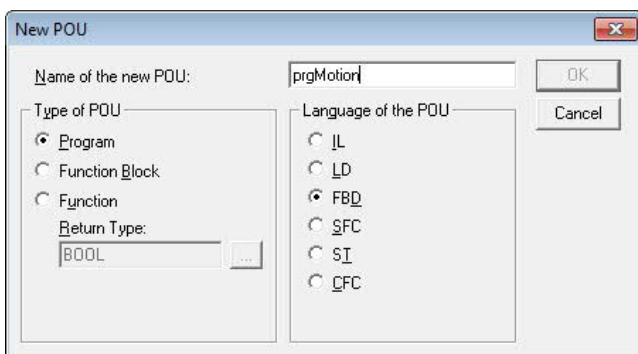 New POU
Name of the new POU:
prgMotion
OK
Cancel
Type of POU
Program
Function Block
Function
Return Type:
BOOL
...
Language of the POU
IL
LD
FBD
SFC
ST
CFC